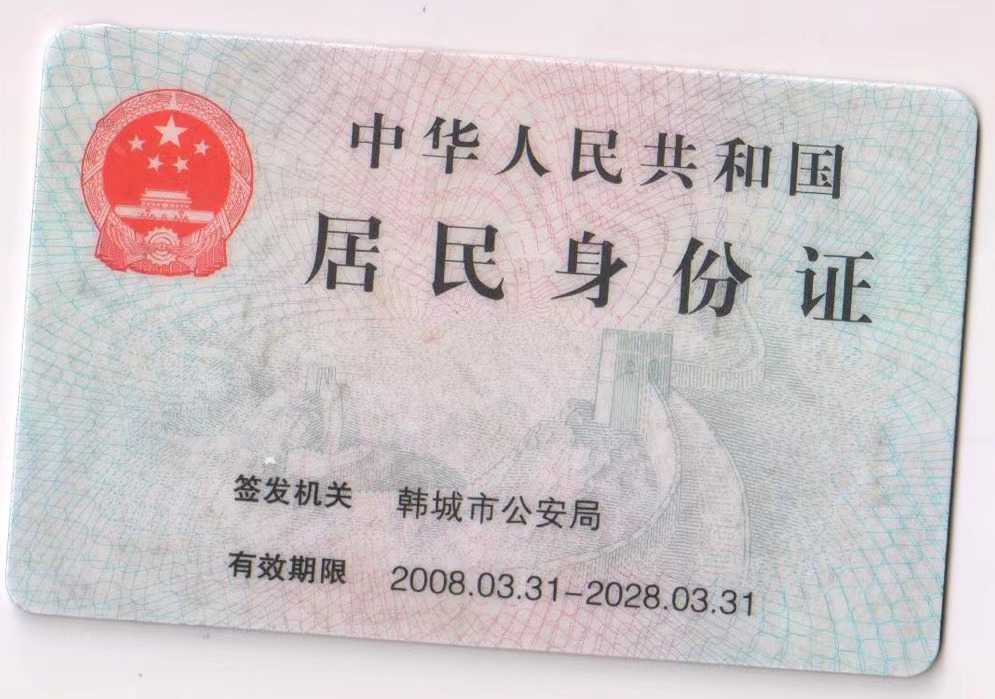 中华人民共和国
居民身份证
签发机关 韩城市公安局
有效期限 2008.03.31-2028.03.31